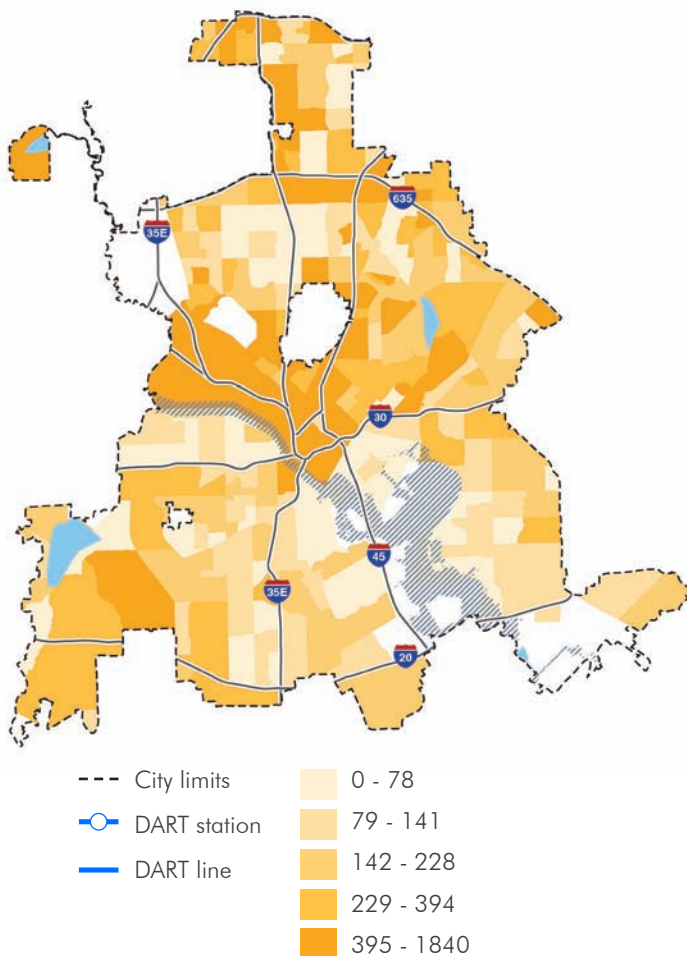 635
35E
30
45
35E
20
City limits
DART station
DART line
0 - 78
79 - 141
142 - 228
229 - 394
395 - 1840